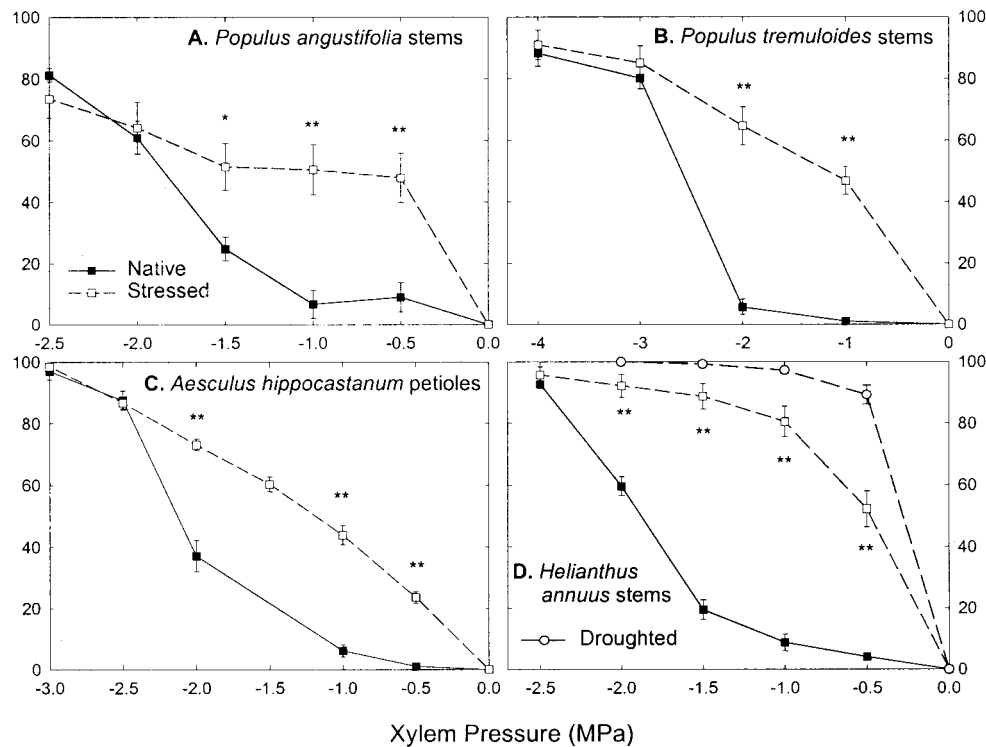 A. Populus angustifolia stems
100
80
60
40
20
0
* ** **
Native
Stressed
-2.5 -2.0 -1.5 -1.0 -0.5 0.0
B. Populus tremuloides stems
** **
100
80
60
40
20
0
-4 -3 -2 -1 0
C. Aesculus hippocastanum petioles
100
80
60
40
20
0
** ** **
-3.0 -2.5 -2.0 -1.5 -1.0 -0.5 0.0
** ** ** **
D. Helianthus
annuus stems
Droughted
100
80
60
40
20
0
-2.5 -2.0 -1.5 -1.0 -0.5 0.0
Xylem Pressure (MPa)